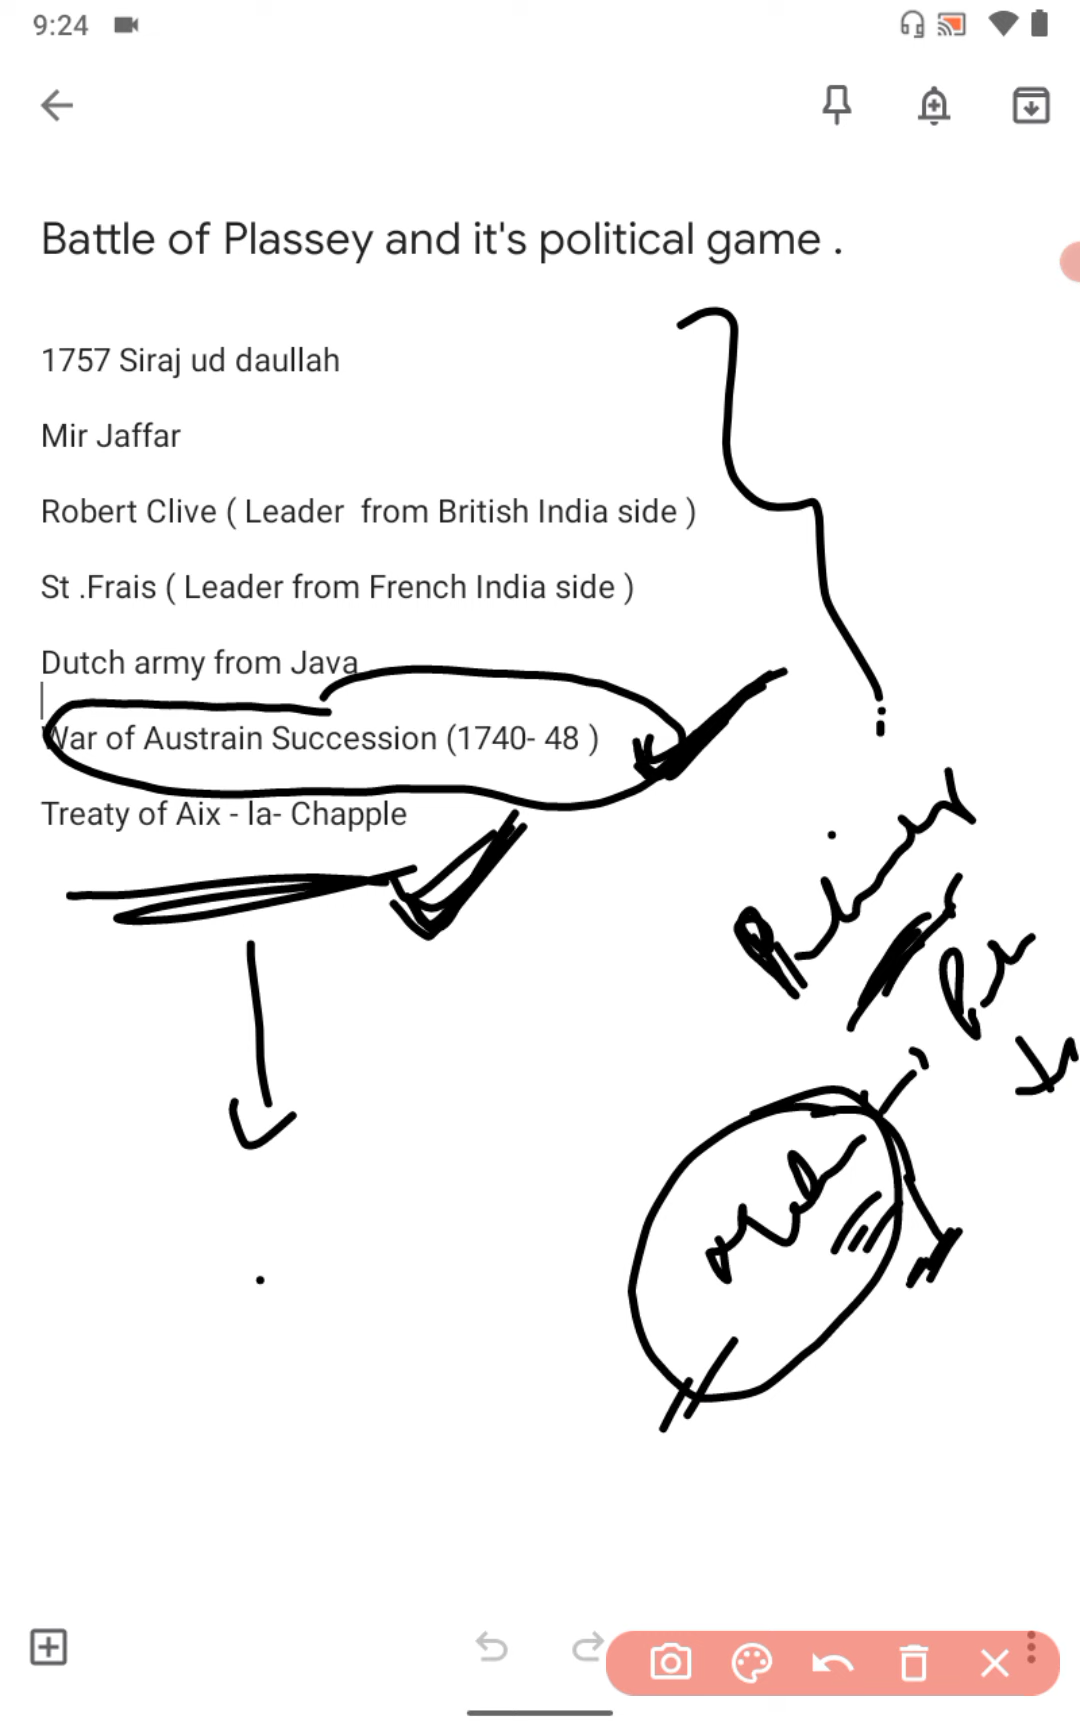 9:24
Battle of Plassey and it's political game .
1757 Siraj ud daullah
Mir Jaffar
Robert Clive ( Leader  from British India side )
St .Frais ( Leader from French India side )
Dutch army from Java
War of Austrain Succession (1740- 48 )
Treaty of Aix - la- Chapple